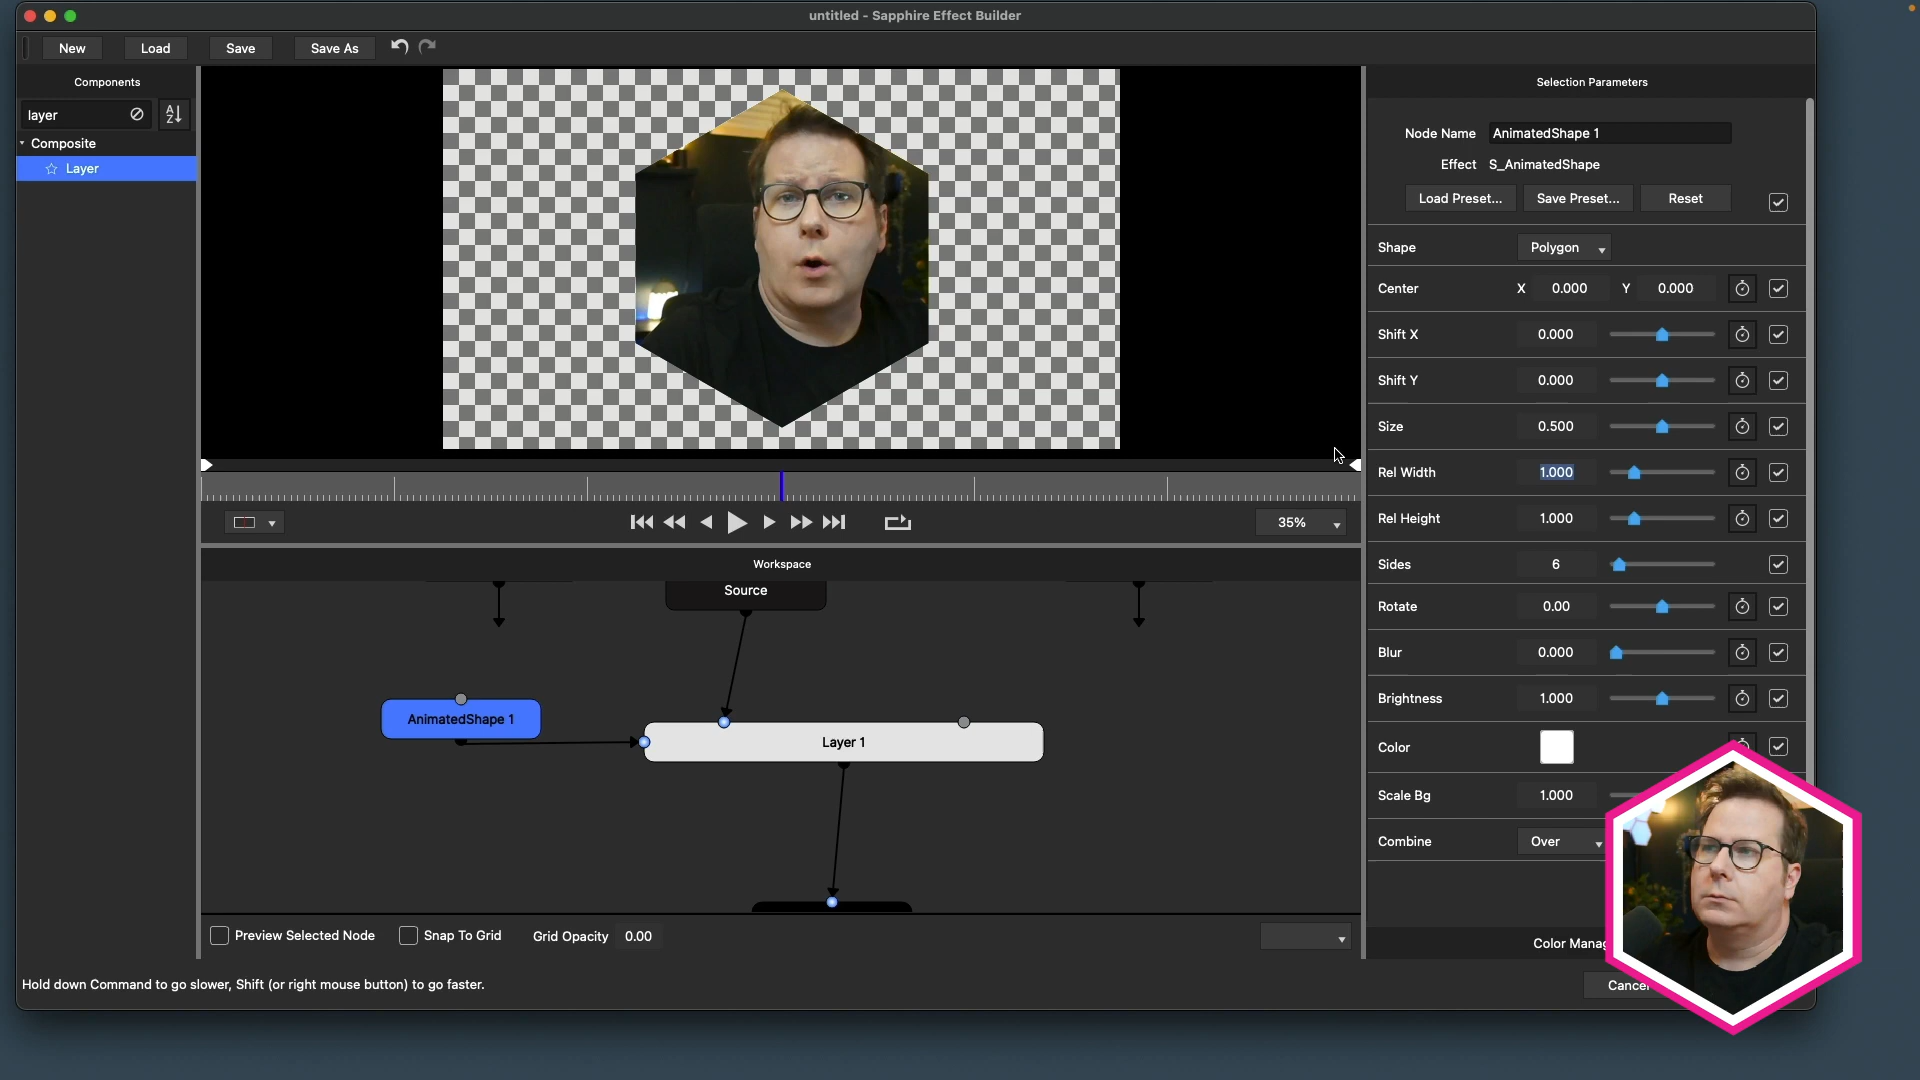 untitled - Sapphire Effect Builder
New
Load
Save
Save As
Components
layer
A
Z
Composite
Layer
Selection Parameters
Node Name
AnimatedShape 1
Effect
S_AnimatedShape
Load Preset...
Save Preset...
Reset
Shape
Polygon
Center
X
0.000
Y
0.000
Shift X
0.000
Shift Y
0.000
Size
0.500
Rel Width
1.000
Rel Height
1.000
Sides
6
Rotate
0.00
Blur
0.000
Brightness
1.000
Color
Scale Bg
1.000
Combine
Over
35%
Workspace
Source
AnimatedShape 1
Layer 1
Preview Selected Node
Snap To Grid
Grid Opacity
0.00
Hold down Command to go slower, Shift (or right mouse button) to go faster.